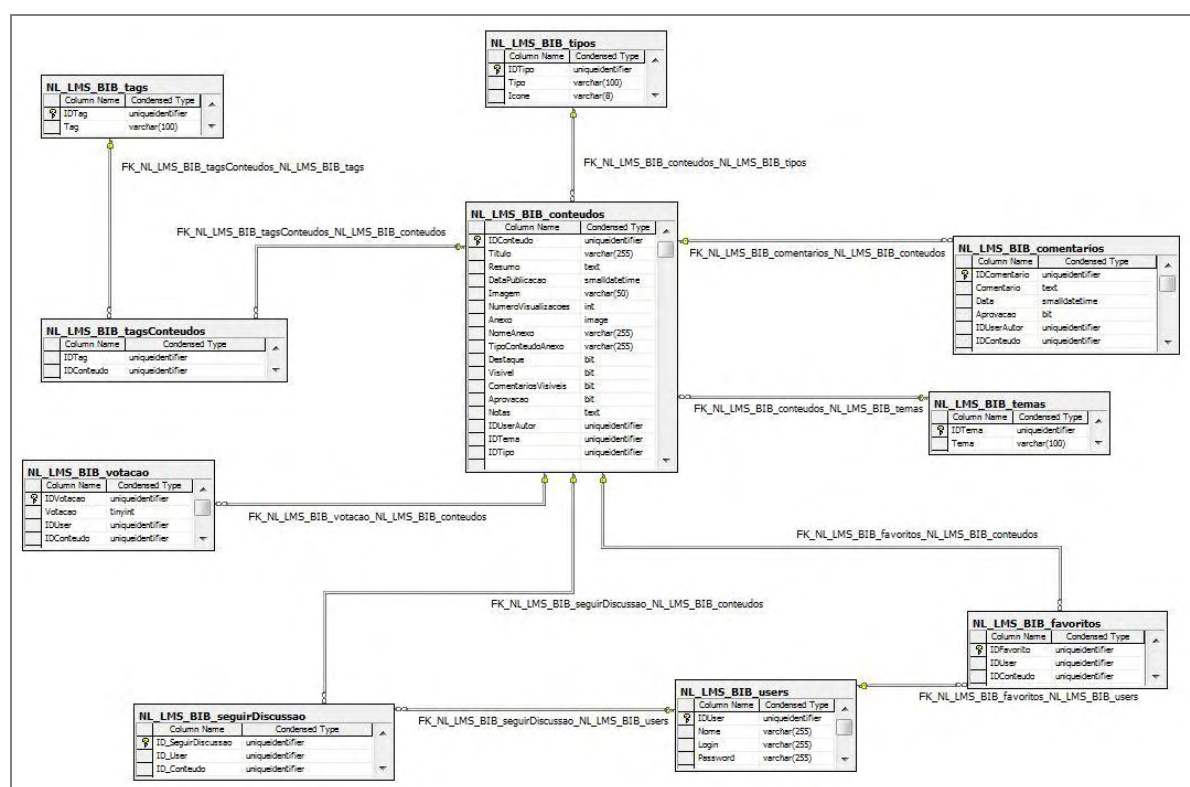 NL_LMS_BIB_tipos
Column Name Condensed Type
IDTipo uniqueidentifier
Tipo varchar(100)
Icone varchar(8)
NL_LMS_BIB_tags
Column Name Condensed Type
IDTag uniqueidentifier
Tag varchar(100)
FK_NL_LMS_BIB_tagsConteudos_NL_LMS_BIB_tags
FK_NL_LMS_BIB_conteudos_NL_LMS_BIB_tipos
NL_LMS_BIB_conteudos
Column Name Condensed Type
IDConteudo uniqueidentifier
Titulo varchar(255)
Resumo text
DataPublicacao smalldatetime
Imagem varchar(50)
NumeroVisualizacoes int
Anexo image
NomeAnexo varchar(255)
TipoConteudoAnexo varchar(255)
Destaque bit
Visivel bit
ComentariosVisiveis bit
Aprovacao bit
Notas text
IDUserAutor uniqueidentifier
IDTema uniqueidentifier
IDTipo uniqueidentifier
FK_NL_LMS_BIB_tagsConteudos_NL_LMS_BIB_conteudos
FK_NL_LMS_BIB_comentarios_NL_LMS_BIB_conteudos
NL_LMS_BIB_comentarios
Column Name Condensed Type
IDComentario uniqueidentifier
Comentario text
Data smalldatetime
Aprovacao bit
IDUserAutor uniqueidentifier
IDConteudo uniqueidentifier
NL_LMS_BIB_tagsConteudos
Column Name Condensed Type
IDTag uniqueidentifier
IDConteudo uniqueidentifier
FK_NL_LMS_BIB_conteudos_NL_LMS_BIB_temas
NL_LMS_BIB_temas
Column Name Condensed Type
IDTema uniqueidentifier
Tema varchar(100)
NL_LMS_BIB_votacao
Column Name Condensed Type
IDVotacao uniqueidentifier
Votacao tinyint
IDUser uniqueidentifier
IDConteudo uniqueidentifier
FK_NL_LMS_BIB_votacao_NL_LMS_BIB_conteudos
FK_NL_LMS_BIB_favoritos_NL_LMS_BIB_conteudos
FK_NL_LMS_BIB_seguirDiscussao_NL_LMS_BIB_conteudos
NL_LMS_BIB_favoritos
Column Name Condensed Type
IDFavorito uniqueidentifier
IDUser uniqueidentifier
IDConteudo uniqueidentifier
FK_NL_LMS_BIB_favoritos_NL_LMS_BIB_users
NL_LMS_BIB_users
Column Name Condensed Type
IDUser uniqueidentifier
Nome varchar(255)
Login varchar(255)
Password varchar(255)
FK_NL_LMS_BIB_seguirDiscussao_NL_LMS_BIB_users
NL_LMS_BIB_seguirDiscussao
Column Name Condensed Type
ID_SeguirDiscussao uniqueidentifier
ID_User uniqueidentifier
ID_Conteudo uniqueidentifier